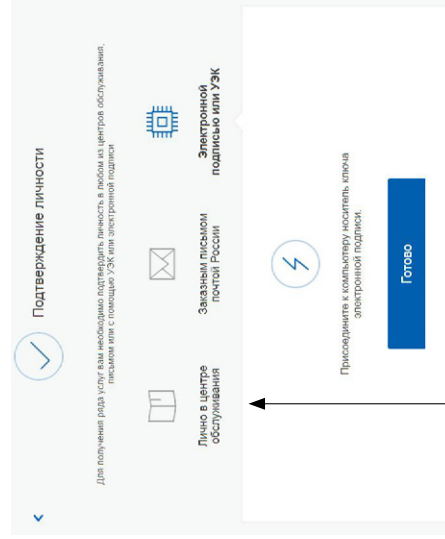 Подтверждение личности
Для получения ряда услуг вам необходимо подтвердить личность в любом из центров обслуживания,
письмом или с помощью УЭК или электронной подписи
Лично в центре
обслуживания
Заказным письмом
почтой России
Электронной
подписью или УЭК
Присоедините к компьютеру носитель ключа
электронной подписи.
Готово